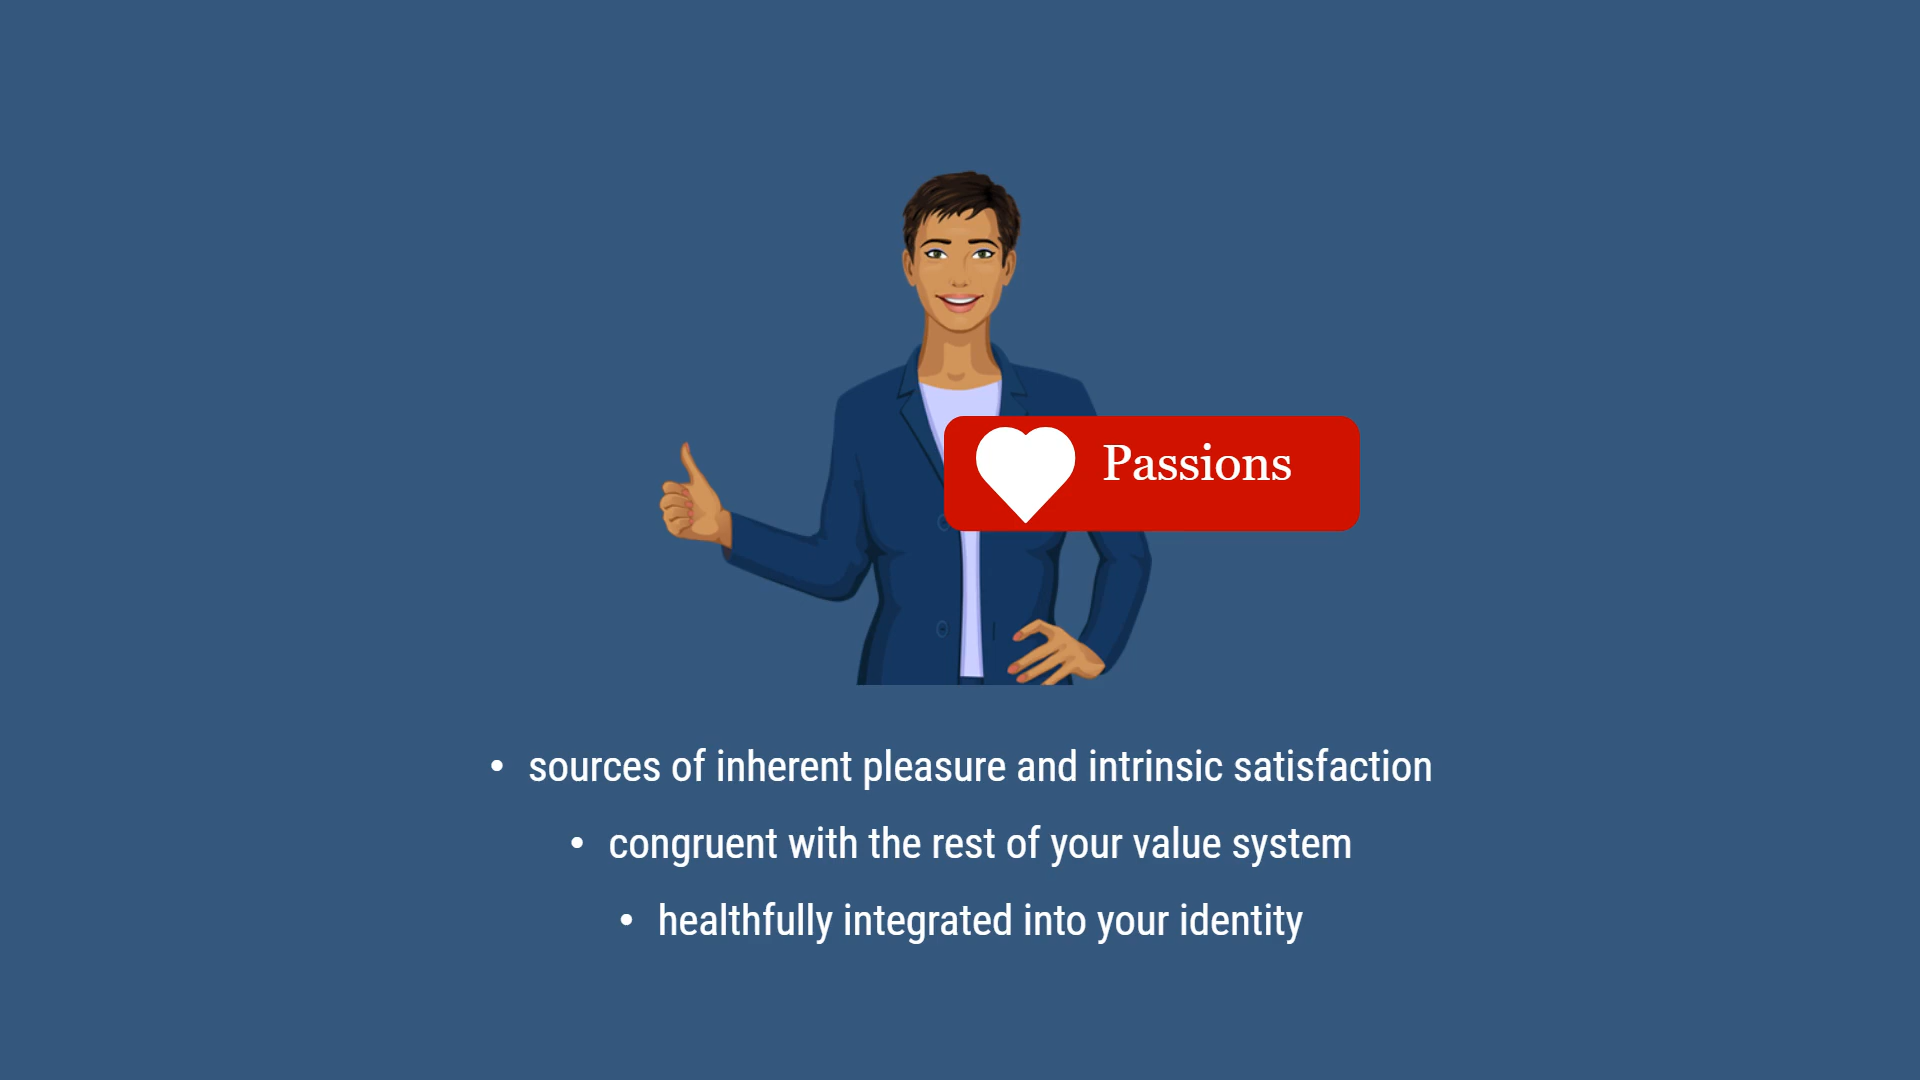 Passions
• sources of inherent pleasure and intrinsic satisfaction
• congruent with the rest of your value system
• healthfully integrated into your identity